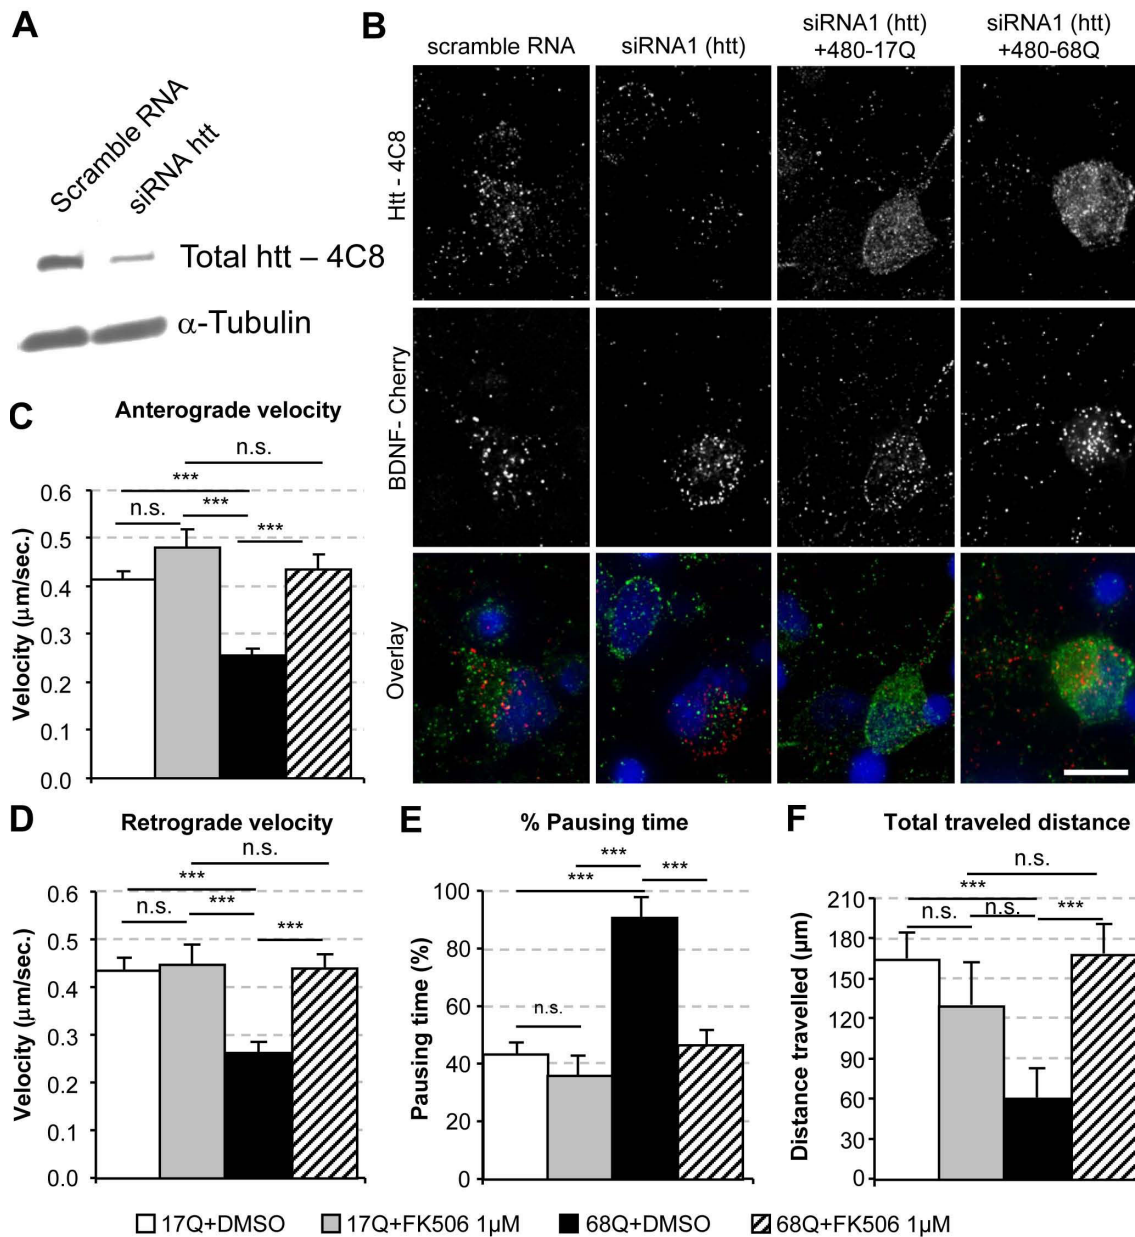 A
Scramble RNA
siRNA htt
Total htt – 4C8
α-Tubulin
B
scramble RNA
siRNA1 (htt)
siRNA1 (htt)
+480-17Q
siRNA1 (htt)
+480-68Q
Htt - 4C8
BDNF- Cherry
Overlay
C
Anterograde velocity
n.s.
***
n.s.
***
***
0.6
0.5
0.4
0.3
0.2
0.0
Velocity (µm/sec.)
D
Retrograde velocity
n.s.
***
n.s.
***
***
0.6
0.5
0.4
0.3
0.2
0.1
0.0
Velocity (µm/sec.)
E
% Pausing time
***
***
***
n.s.
100
80
60
40
20
0
Pausing time (%)
F
Total traveled distance
n.s.
***
n.s.
n.s.
***
210
180
150
120
90
60
30
0
Distance travelled (µm)
17Q+DMSO
17Q+FK506 1µM
68Q+DMSO
68Q+FK506 1µM